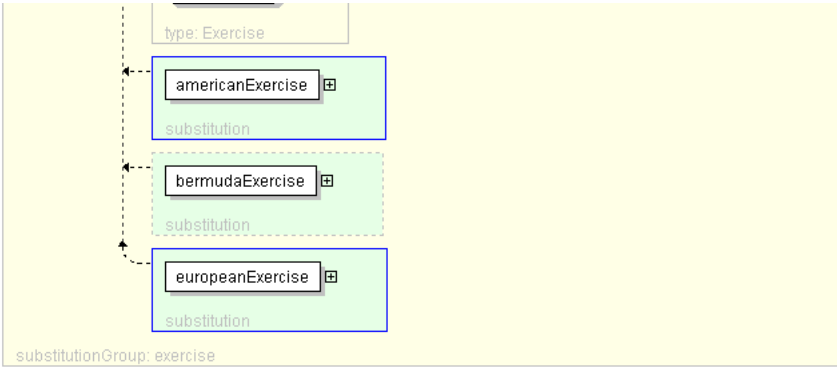 type: Exercise
americanExercise
substitution
bermudaExercise
substitution
europeanExercise
substitution
substitutionGroup: exercise